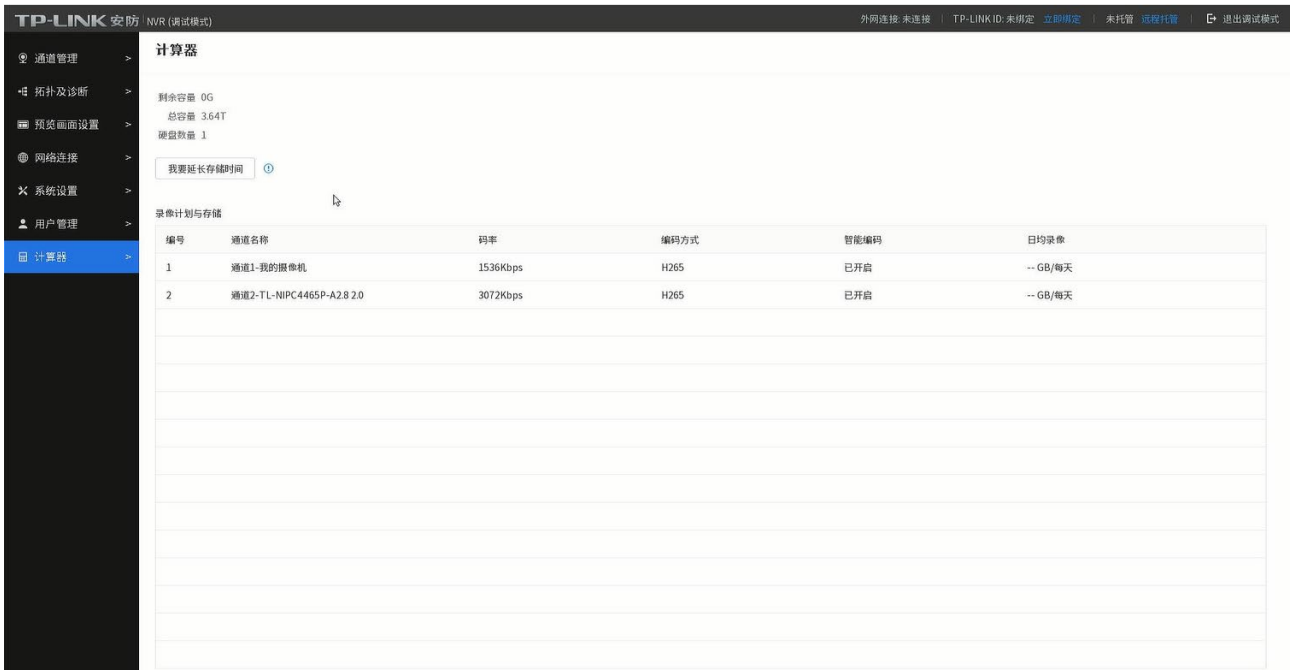 TP-LINK 安防 NVR (调试模式) 外网连接: 未连接 TP-LINK ID: 未绑定 立即绑定 未托管 远程托管 退出调试模式
通道管理 >
拓扑及诊断 >
预览画面设置 >
网络连接 >
系统设置 >
用户管理 >
计算器 >
计算器
剩余容量 0G
总容量 3.64T
硬盘数量 1
我要延长存储时间
录像计划与存储
编号 通道名称 码率 编码方式 智能编码 日均录像
1 通道1-我的摄像机 1536Kbps H265 已开启 -- GB/每天
2 通道2-TL-NIPC4465P-A2.8 2.0 3072Kbps H265 已开启 -- GB/每天